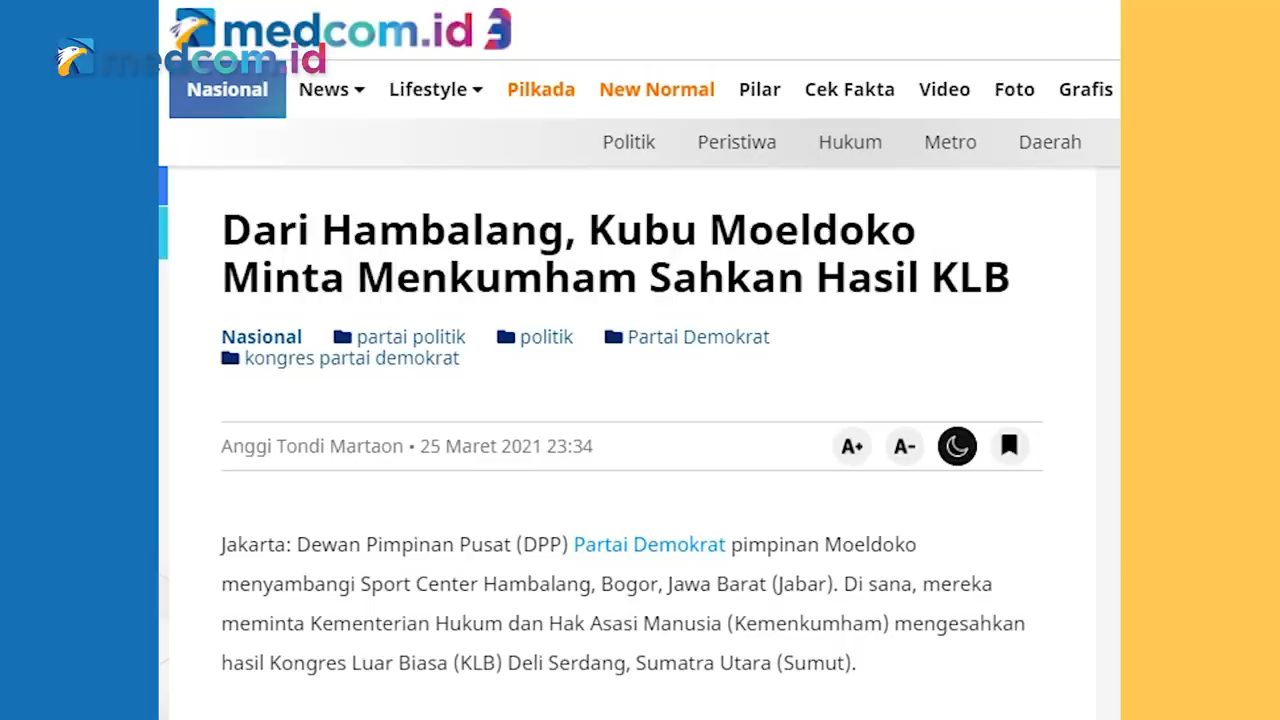 medcom.id 3
medcom.id
Nasional News Lifestyle Pilkada New Normal Pilar Cek Fakta Video Foto Grafis
Politik Peristiwa Hukum Metro Daerah
Dari Hambalang, Kubu Moeldoko
Minta Menkumham Sahkan Hasil KLB
Nasional partai politik politik Partai Demokrat
kongres partai demokrat
Anggi Tondi Martaon • 25 Maret 2021 23:34 A+ A-
Jakarta: Dewan Pimpinan Pusat (DPP) Partai Demokrat pimpinan Moeldoko
menyambangi Sport Center Hambalang, Bogor, Jawa Barat (Jabar). Di sana, mereka
meminta Kementerian Hukum dan Hak Asasi Manusia (Kemenkumham) mengesahkan
hasil Kongres Luar Biasa (KLB) Deli Serdang, Sumatra Utara (Sumut).